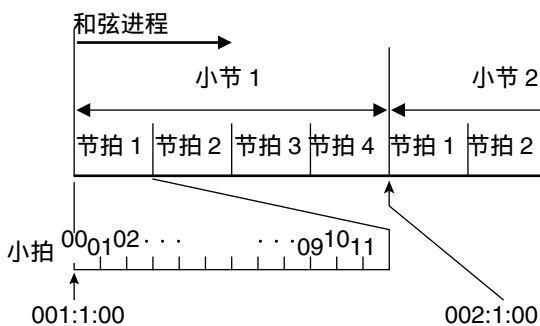 和弦进程
小节 1 小节 2
节拍 1 节拍 2 节拍 3 节拍 4 节拍 1 节拍 2
小拍 00 01 02 · · · · · · 09 10 11
001:1:00 002:1:00